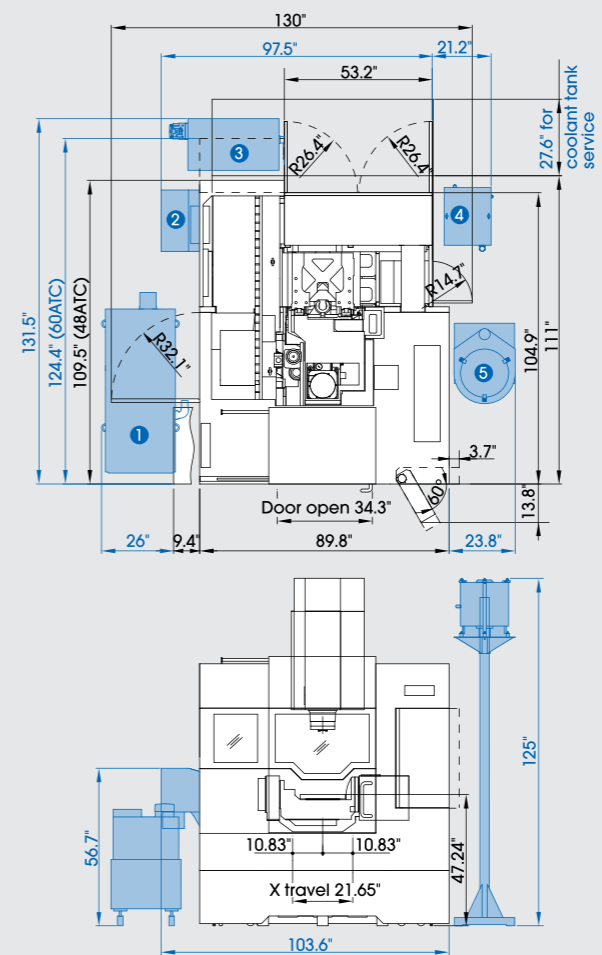 130"
97.5"
21.2"
53.2"
27.6" for
coolant tank
service
R26.4"
R26.4"
3
2
4
R14.7"
131.5"
124.4" (60ATC)
109.5" (48ATC)
R32.1"
104.9"
111"
5
1
3.7"
60°
13.8"
Door open 34.3"
26"
9.4"
89.8"
23.8"
125"
56.7"
10.83"
10.83"
47.24"
X travel 21.65"
103.6"